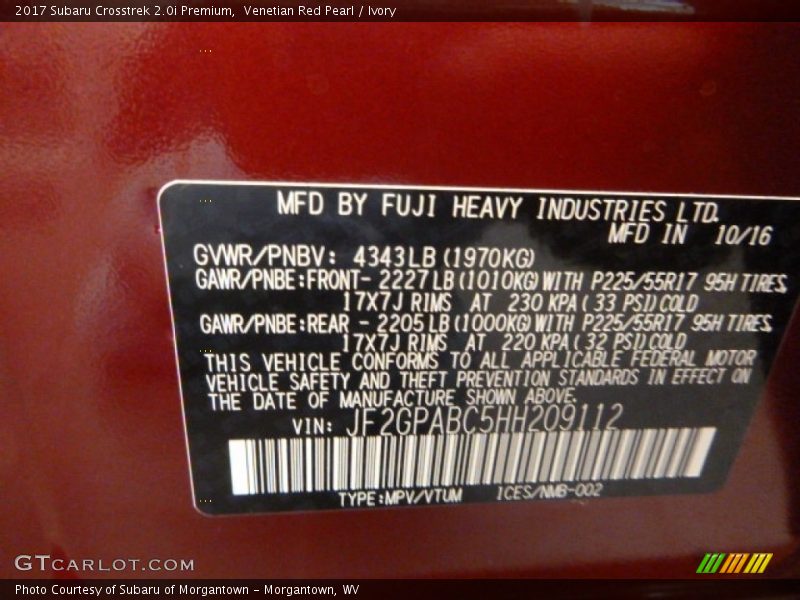 2017 Subaru Crosstrek 2.0i Premium, Venetian Red Pearl / Ivory
MFD BY FUJI HEAVY INDUSTRIES LTD.
MFD IN 10/16
GVWR/PNBV: 4343LB (1970KG)
GAWR/PNBE:FRONT- 2227LB (1010KG) WITH P225/55R17 95H TIRES,
17X7J RIMS AT 230 KPA ( 33 PSI) COLD
GAWR/PNBE:REAR - 2205LB (1000KG) WITH P225/55R17 95H TIRES,
17X7J RIMS AT 220 KPA ( 32 PSI) COLD
THIS VEHICLE CONFORMS TO ALL APPLICABLE FEDERAL MOTOR
VEHICLE SAFETY AND THEFT PREVENTION STANDARDS IN EFFECT ON
THE DATE OF MANUFACTURE SHOWN ABOVE.
VIN: JF2GPABC5HH209112
TYPE:MPV/VTUM ICES/NMB-002
GTCARLOT.COM
Photo Courtesy of Subaru of Morgantown - Morgantown, WV